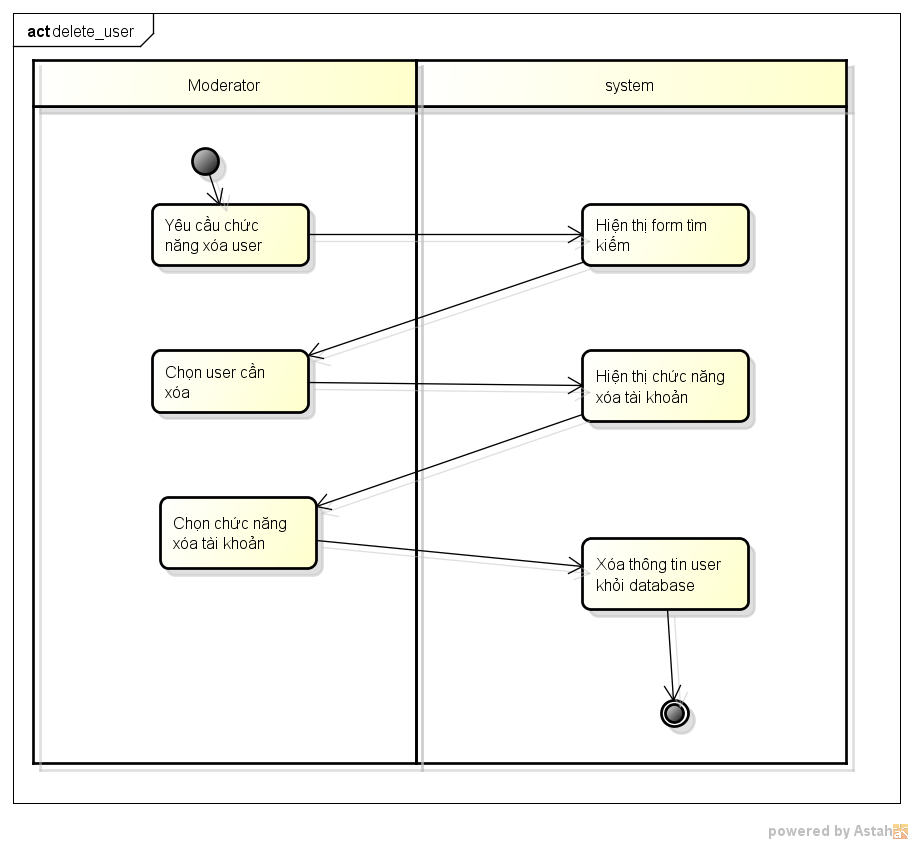 act delete_user
Moderator
system
Yêu cầu chức
năng xóa user
Hiện thị form tìm
kiếm
Chọn user cần
xóa
Hiện thị chức năng
xóa tài khoản
Chọn chức năng
xóa tài khoản
Xóa thông tin user
khỏi database
powered by Astah